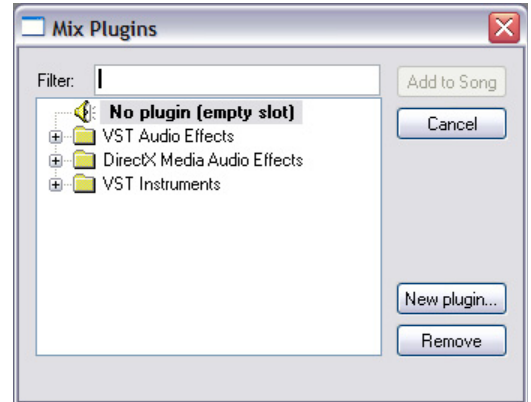 Mix Plugins
Filter:
Add to Song
No plugin (empty slot)
Cancel
VST Audio Effects
DirectX Media Audio Effects
VST Instruments
New plugin...
Remove